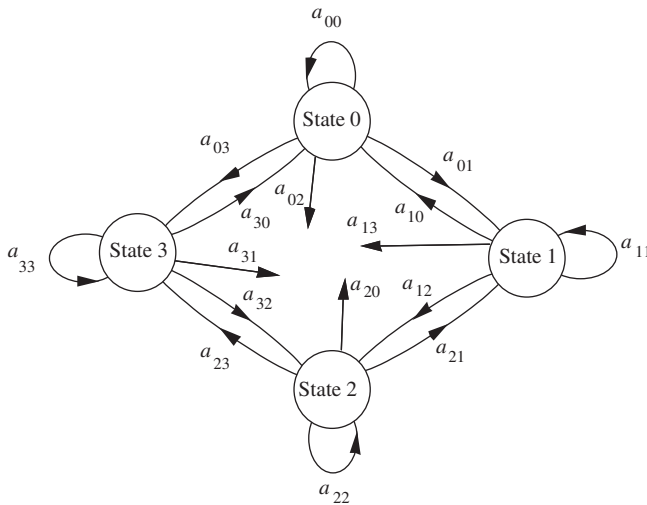 a00
State 0
a03
a01
a02
a30
a10
a13
State 3
a31
State 1
a33
a11
a32
a20
a12
a23
a21
State 2
a22